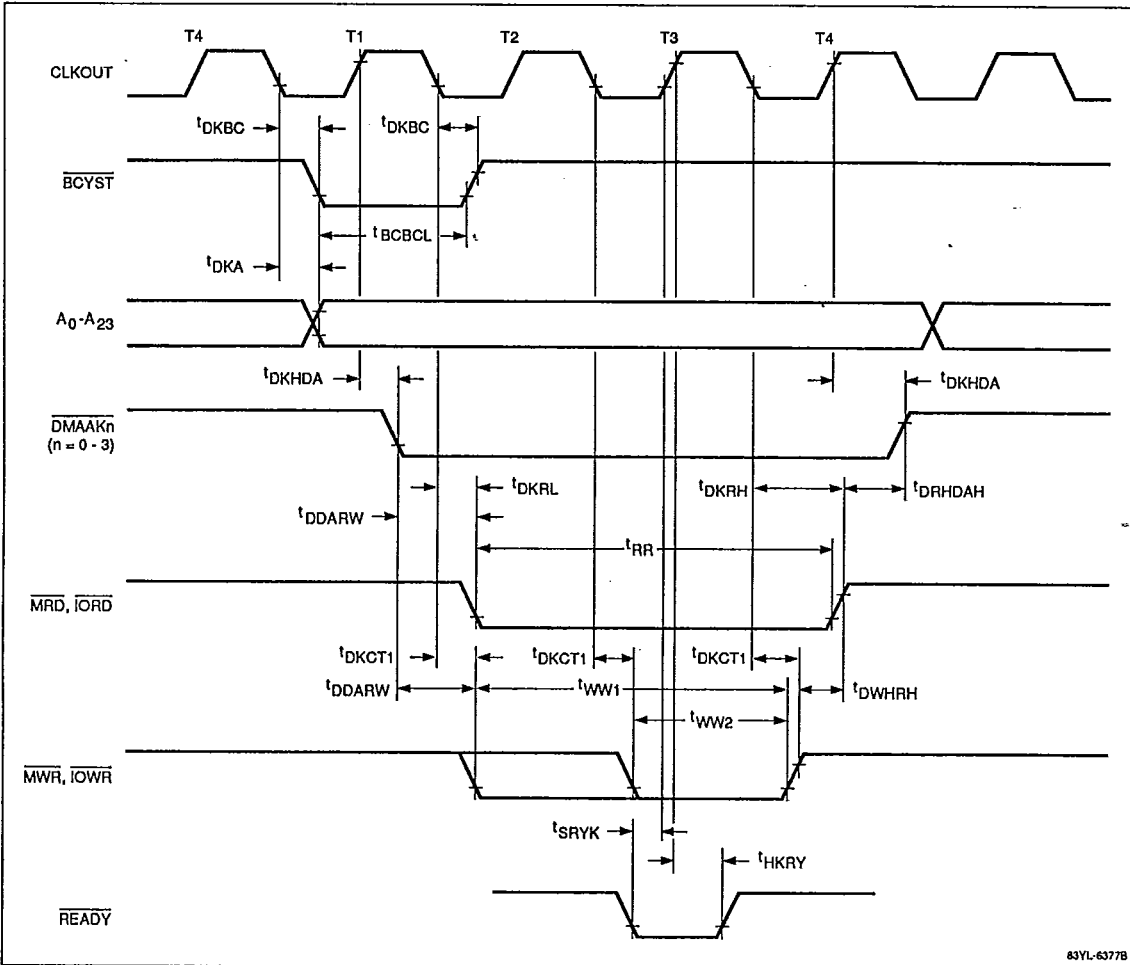 T4 T1 T2 T3 T4
CLKOUT
tDKBC tDKBC
BCYST
tBCBCL
tDKA
A0-A23
tDKHDA tDKHDA
DMAAKn
(n = 0 - 3)
tDKRL tDKRH tDRHDAH
tDDARW
tRR
MRD, IORD
tDKCT1 tDKCT1 tDKCT1
tDDARW tWW1 tDWHRH
tWW2
MWR, IOWR
tSRYK
tHKRY
READY
83YL-6377B